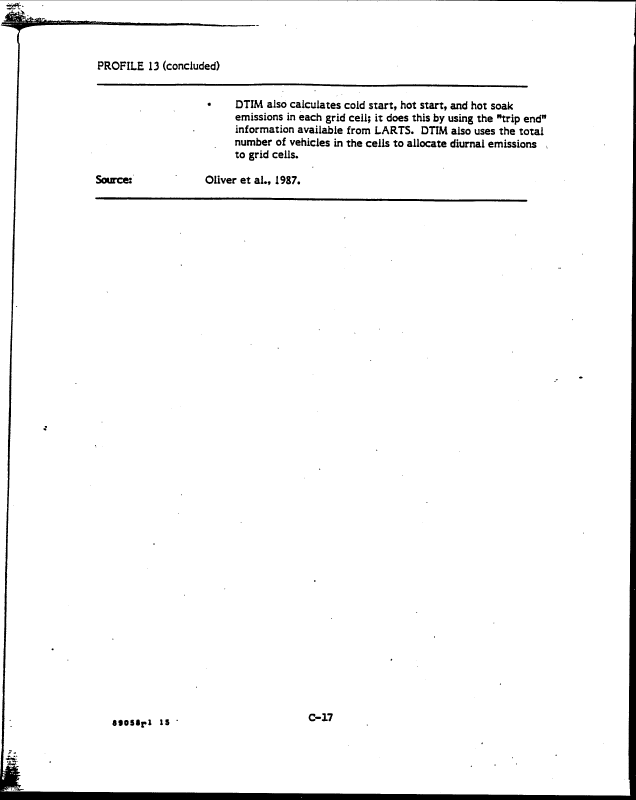 PROFILE 13 (concluded)
• DTIM also calculates cold start, hot start, and hot soak
emissions in each grid cell; it does this by using the "trip end"
information available from LARTS. DTIM also uses the total
number of vehicles in the cells to allocate diurnal emissions
to grid cells.
Source: Oliver et al., 1987.
89058r1 15
C-17